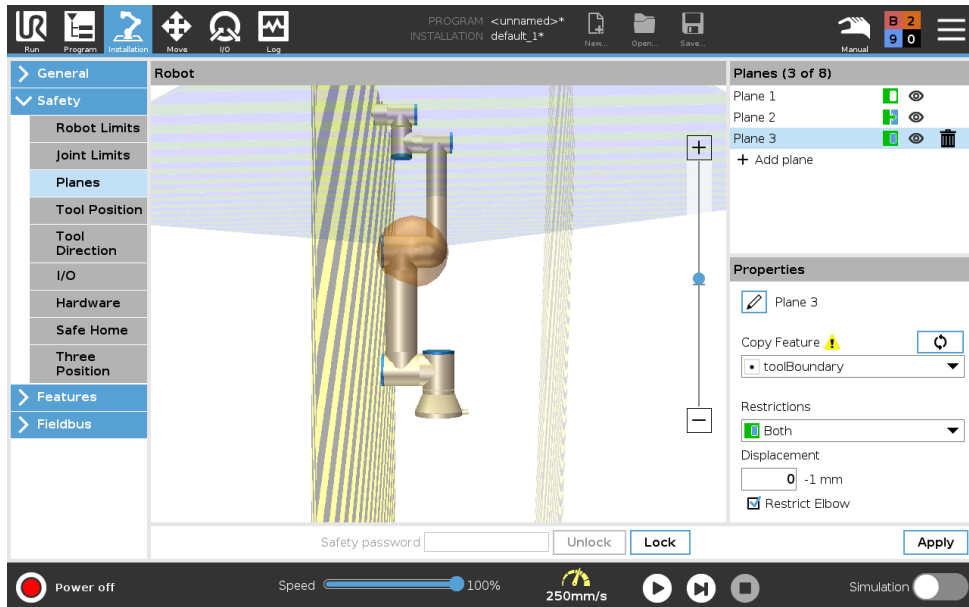 PROGRAM <unnamed>*
INSTALLATION default_1*
Run
Program
Installation
Move
I/O
Log
New...
Open...
Save...
Manual
B 2
9 0
General
Safety
Robot Limits
Joint Limits
Planes
Tool Position
Tool
Direction
I/O
Hardware
Safe Home
Three
Position
Features
Fieldbus
Robot
+
−
Planes (3 of 8)
Plane 1
Plane 2
Plane 3
+ Add plane
Properties
Plane 3
Copy Feature
toolBoundary
Restrictions
Both
Displacement
0 -1 mm
Restrict Elbow
Safety password
Unlock
Lock
Apply
Power off
Speed
100%
250mm/s
Simulation